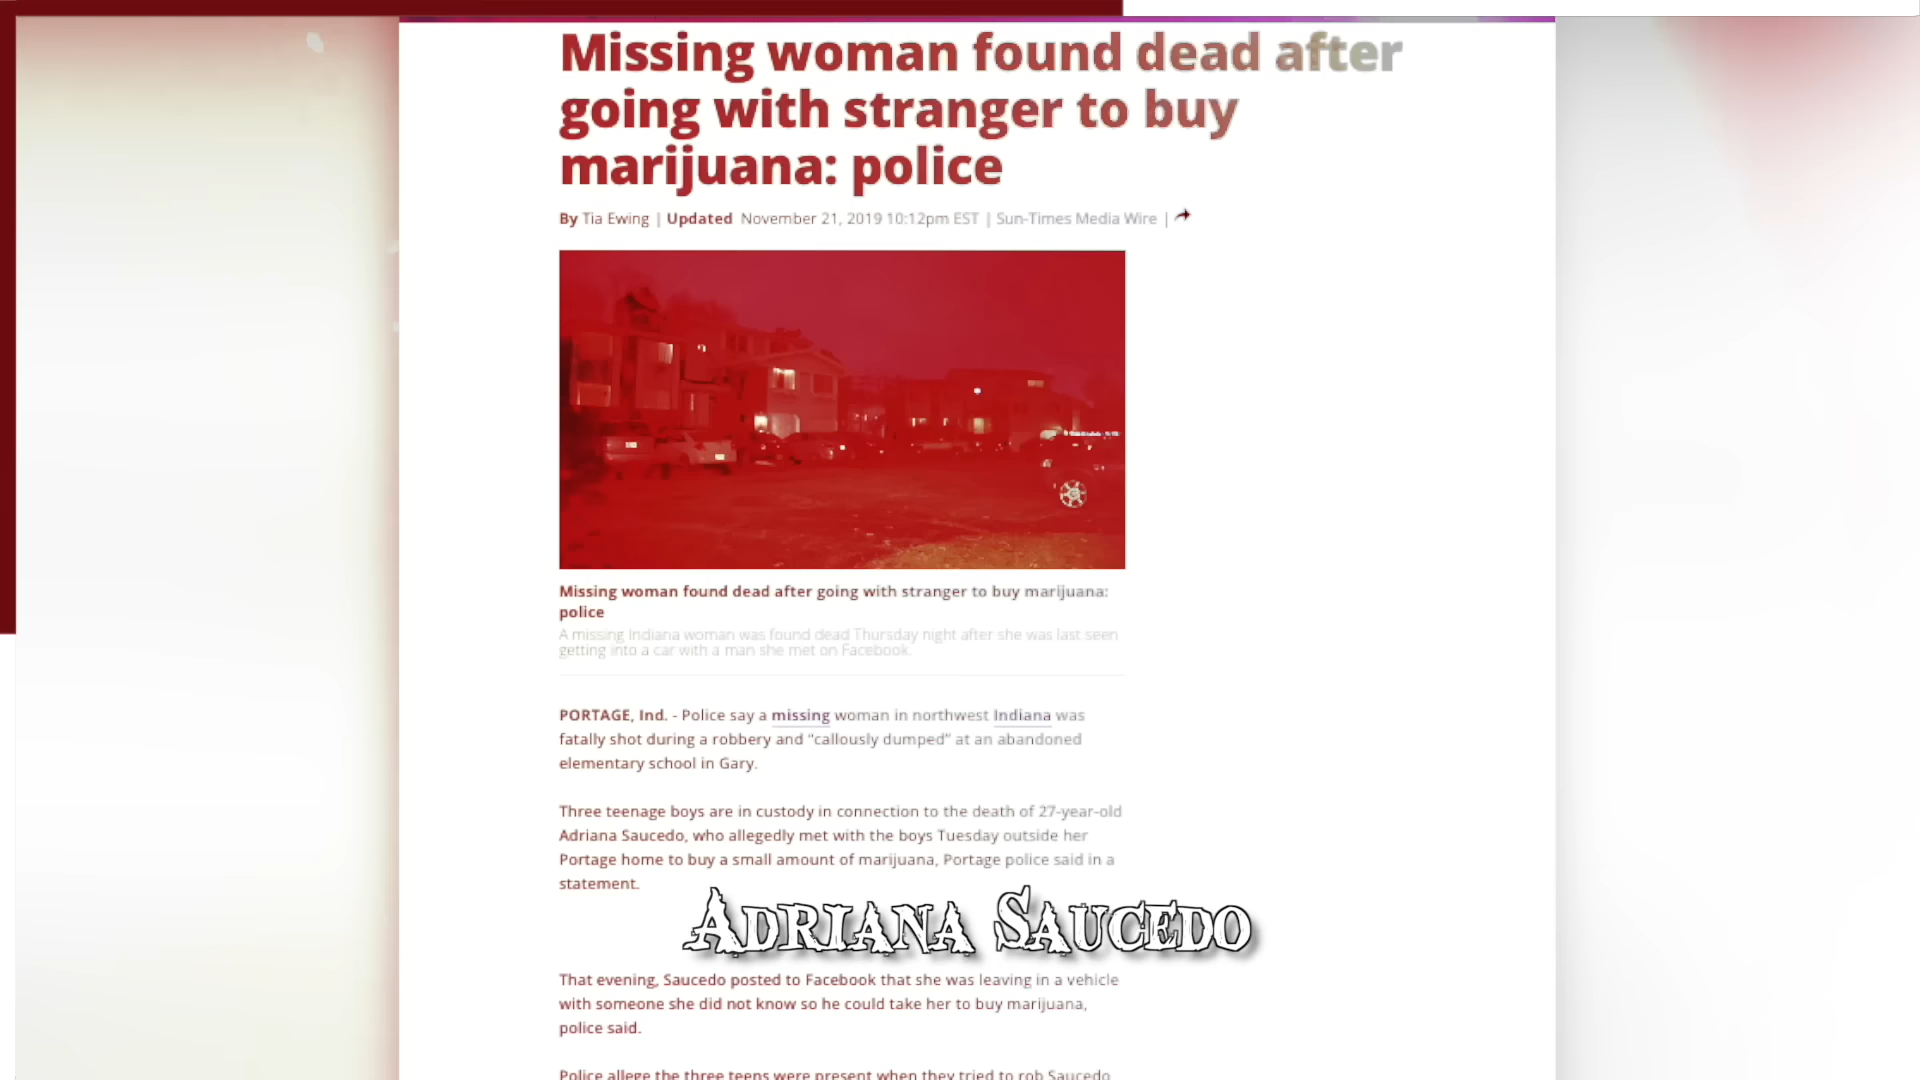 Missing woman found dead after
going with stranger to buy
marijuana: police
By Tia Ewing | Updated November 21, 2019 10:12pm EST | Sun-Times Media Wire |
Missing woman found dead after going with stranger to buy marijuana:
police
A missing Indiana woman was found dead Thursday night after she was last seen
getting into a car with a man she met on Facebook.
PORTAGE, Ind. - Police say a missing woman in northwest Indiana was
fatally shot during a robbery and "callously dumped" at an abandoned
elementary school in Gary.
Three teenage boys are in custody in connection to the death of 27-year-old
Adriana Saucedo, who allegedly met with the boys Tuesday outside her
Portage home to buy a small amount of marijuana, Portage police said in a
statement.
Adriana Saucedo
That evening, Saucedo posted to Facebook that she was leaving in a vehicle
with someone she did not know so he could take her to buy marijuana,
police said.
Police allege the three teens were present when they tried to rob Saucedo